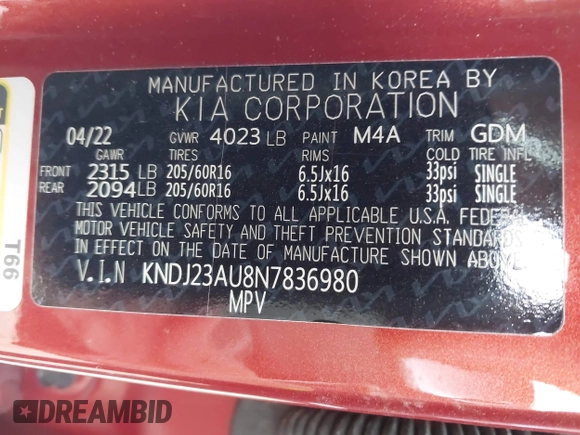 MANUFACTURED IN KOREA BY
KIA CORPORATION
04/22 GVWR 4023 LB PAINT M4A TRIM GDM
GAWR TIRES RIMS COLD TIRE INFL
FRONT 2315 LB 205/60R16 6.5Jx16 33psi SINGLE
REAR 2094LB 205/60R16 6.5Jx16 33psi SINGLE
THIS VEHICLE CONFORMS TO ALL APPLICABLE U.S.A. FEDERAL
MOTOR VEHICLE SAFETY AND THEFT PREVENTION STANDARDS
IN EFFECT ON THE DATE OF MANUFACTURE SHOWN ABOVE
V.I.N KNDJ23AU8N7836980
MPV
T66
DREAMBID